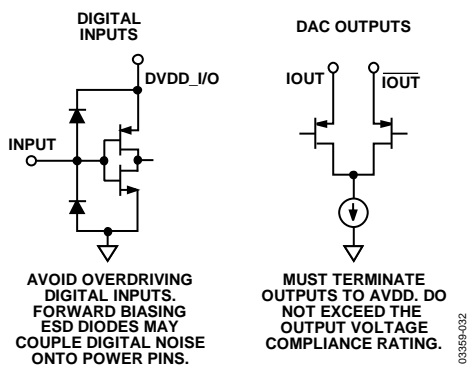 DIGITAL
INPUTS
DVDD_I/O
INPUT
AVOID OVERDRIVING
DIGITAL INPUTS.
FORWARD BIASING
ESD DIODES MAY
COUPLE DIGITAL NOISE
ONTO POWER PINS.
DAC OUTPUTS
IOUT
IOUT
MUST TERMINATE
OUTPUTS TO AVDD. DO
NOT EXCEED THE
OUTPUT VOLTAGE
COMPLIANCE RATING.
03359-032